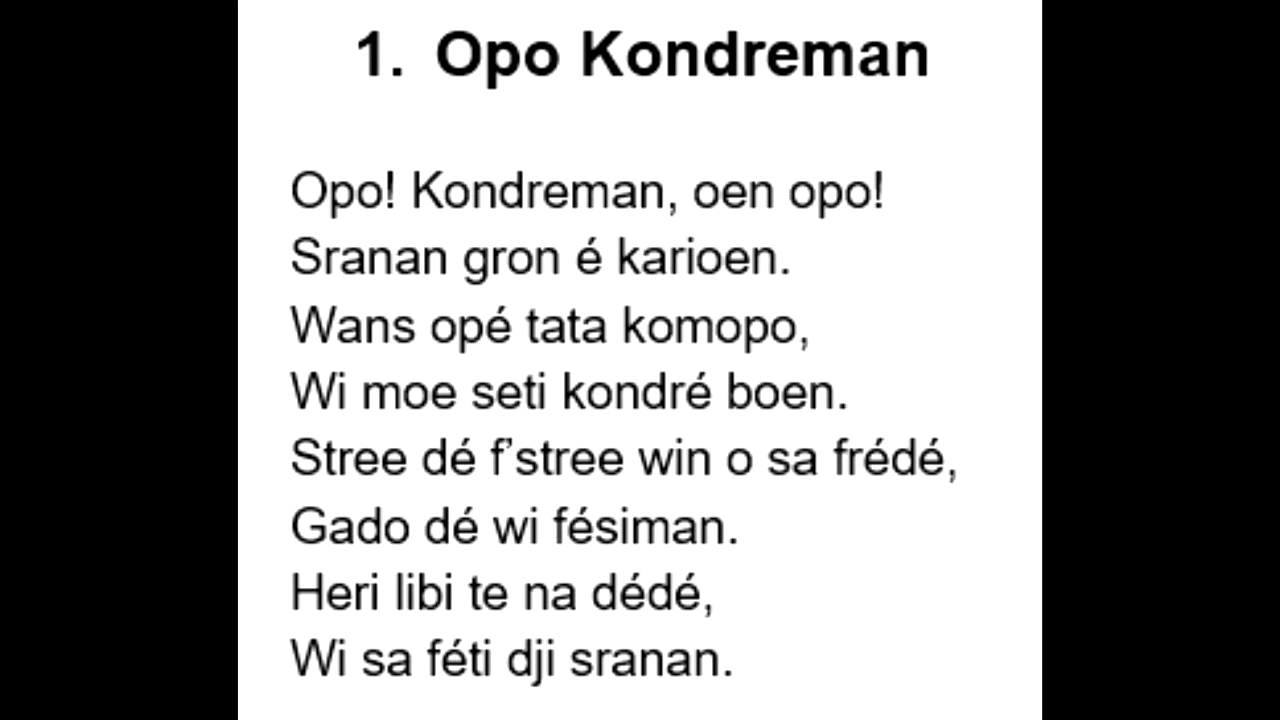 1. Opo Kondreman
Opo! Kondreman, oen opo!
Sranan gron é karioen.
Wans opé tata komopo,
Wi moe seti kondré boen.
Stree dé f'stree win o sa frédé,
Gado dé wi fésiman.
Heri libi te na dédé,
Wi sa féti dji sranan.